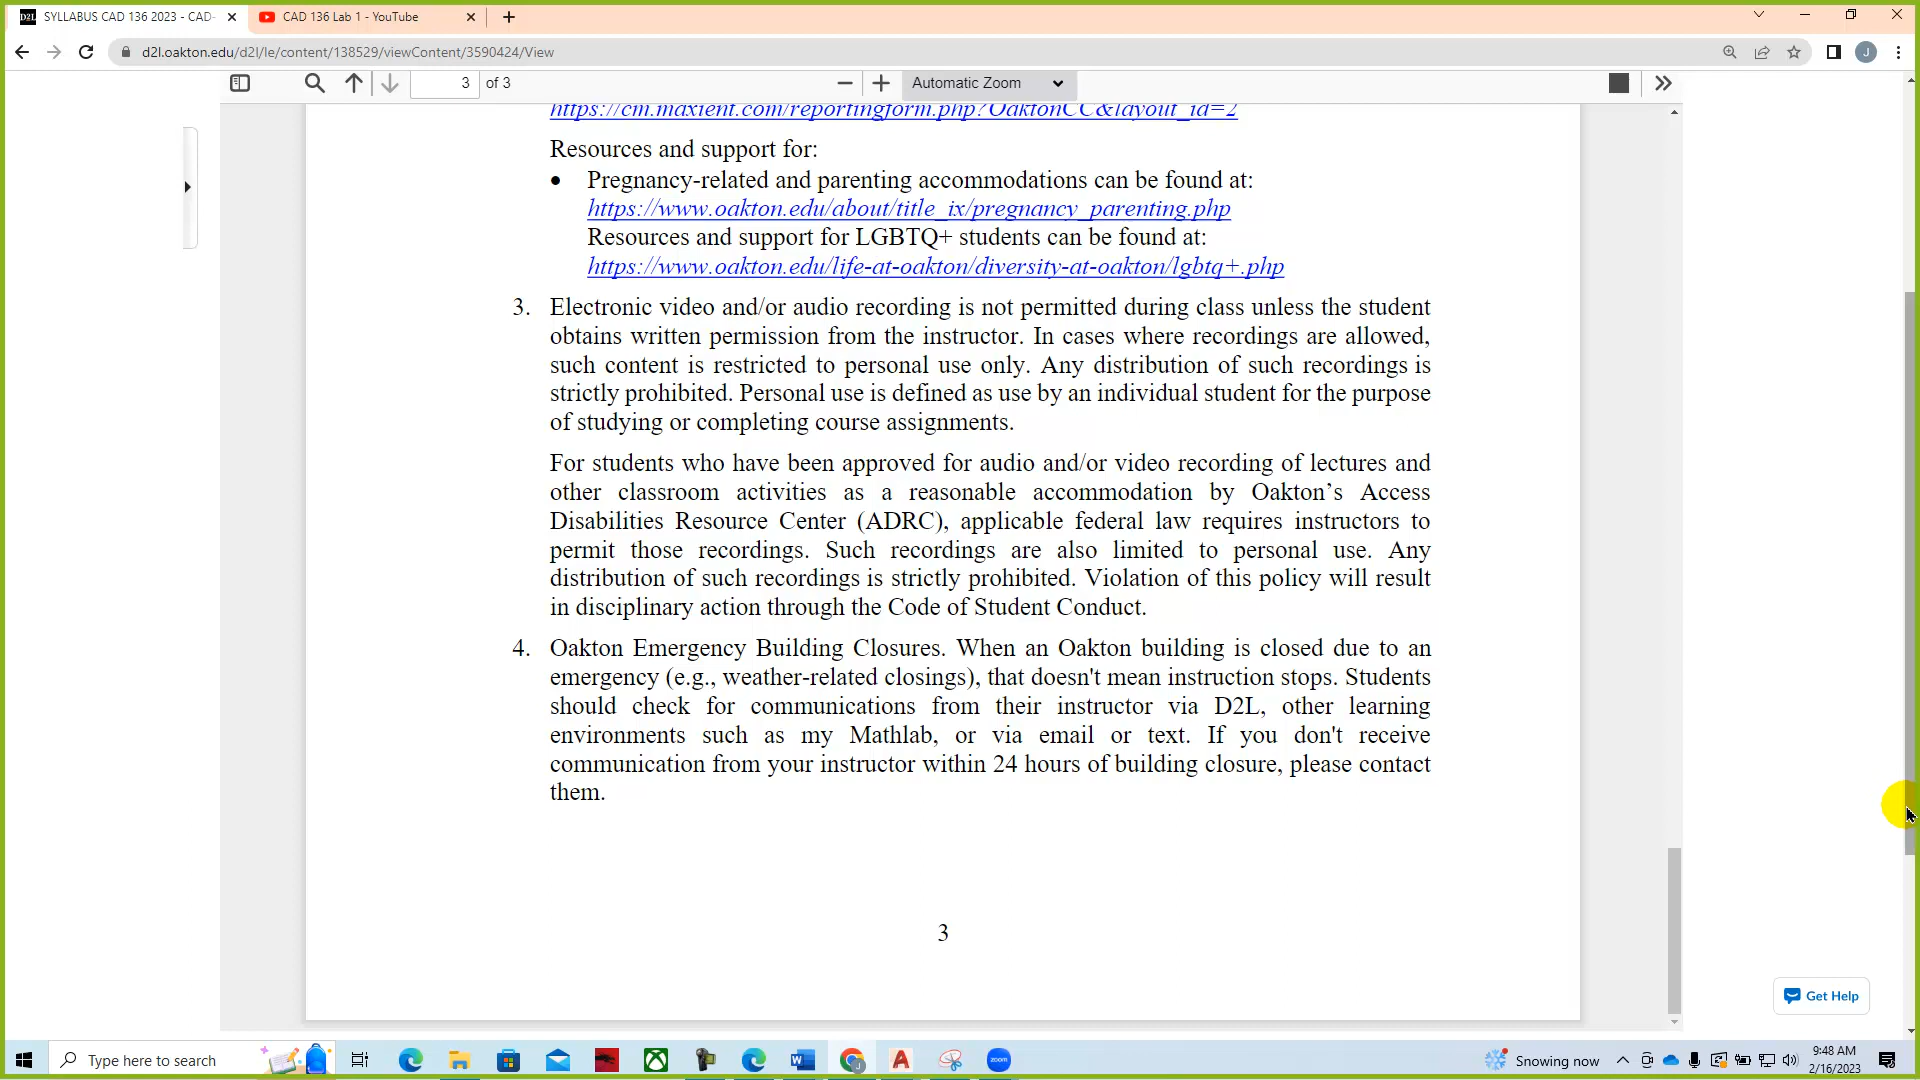 D2L SYLLABUS CAD 136 2023 - CAD-
CAD 136 Lab 1 - YouTube
d2l.oakton.edu/d2l/le/content/138529/viewContent/3590424/View
J
3 of 3
Automatic Zoom
https://cm.maxient.com/reportingform.php?OaktonCC&layout_id=2
Resources and support for:
• Pregnancy-related and parenting accommodations can be found at:
https://www.oakton.edu/about/title_ix/pregnancy_parenting.php
Resources and support for LGBTQ+ students can be found at:
https://www.oakton.edu/life-at-oakton/diversity-at-oakton/lgbtq+.php
3. Electronic video and/or audio recording is not permitted during class unless the student
obtains written permission from the instructor. In cases where recordings are allowed,
such content is restricted to personal use only. Any distribution of such recordings is
strictly prohibited. Personal use is defined as use by an individual student for the purpose
of studying or completing course assignments.
For students who have been approved for audio and/or video recording of lectures and
other classroom activities as a reasonable accommodation by Oakton’s Access
Disabilities Resource Center (ADRC), applicable federal law requires instructors to
permit those recordings. Such recordings are also limited to personal use. Any
distribution of such recordings is strictly prohibited. Violation of this policy will result
in disciplinary action through the Code of Student Conduct.
4. Oakton Emergency Building Closures. When an Oakton building is closed due to an
emergency (e.g., weather-related closings), that doesn't mean instruction stops. Students
should check for communications from their instructor via D2L, other learning
environments such as my Mathlab, or via email or text. If you don't receive
communication from your instructor within 24 hours of building closure, please contact
them.
3
Get Help
Type here to search
zoom
Snowing now
9:48 AM
2/16/2023